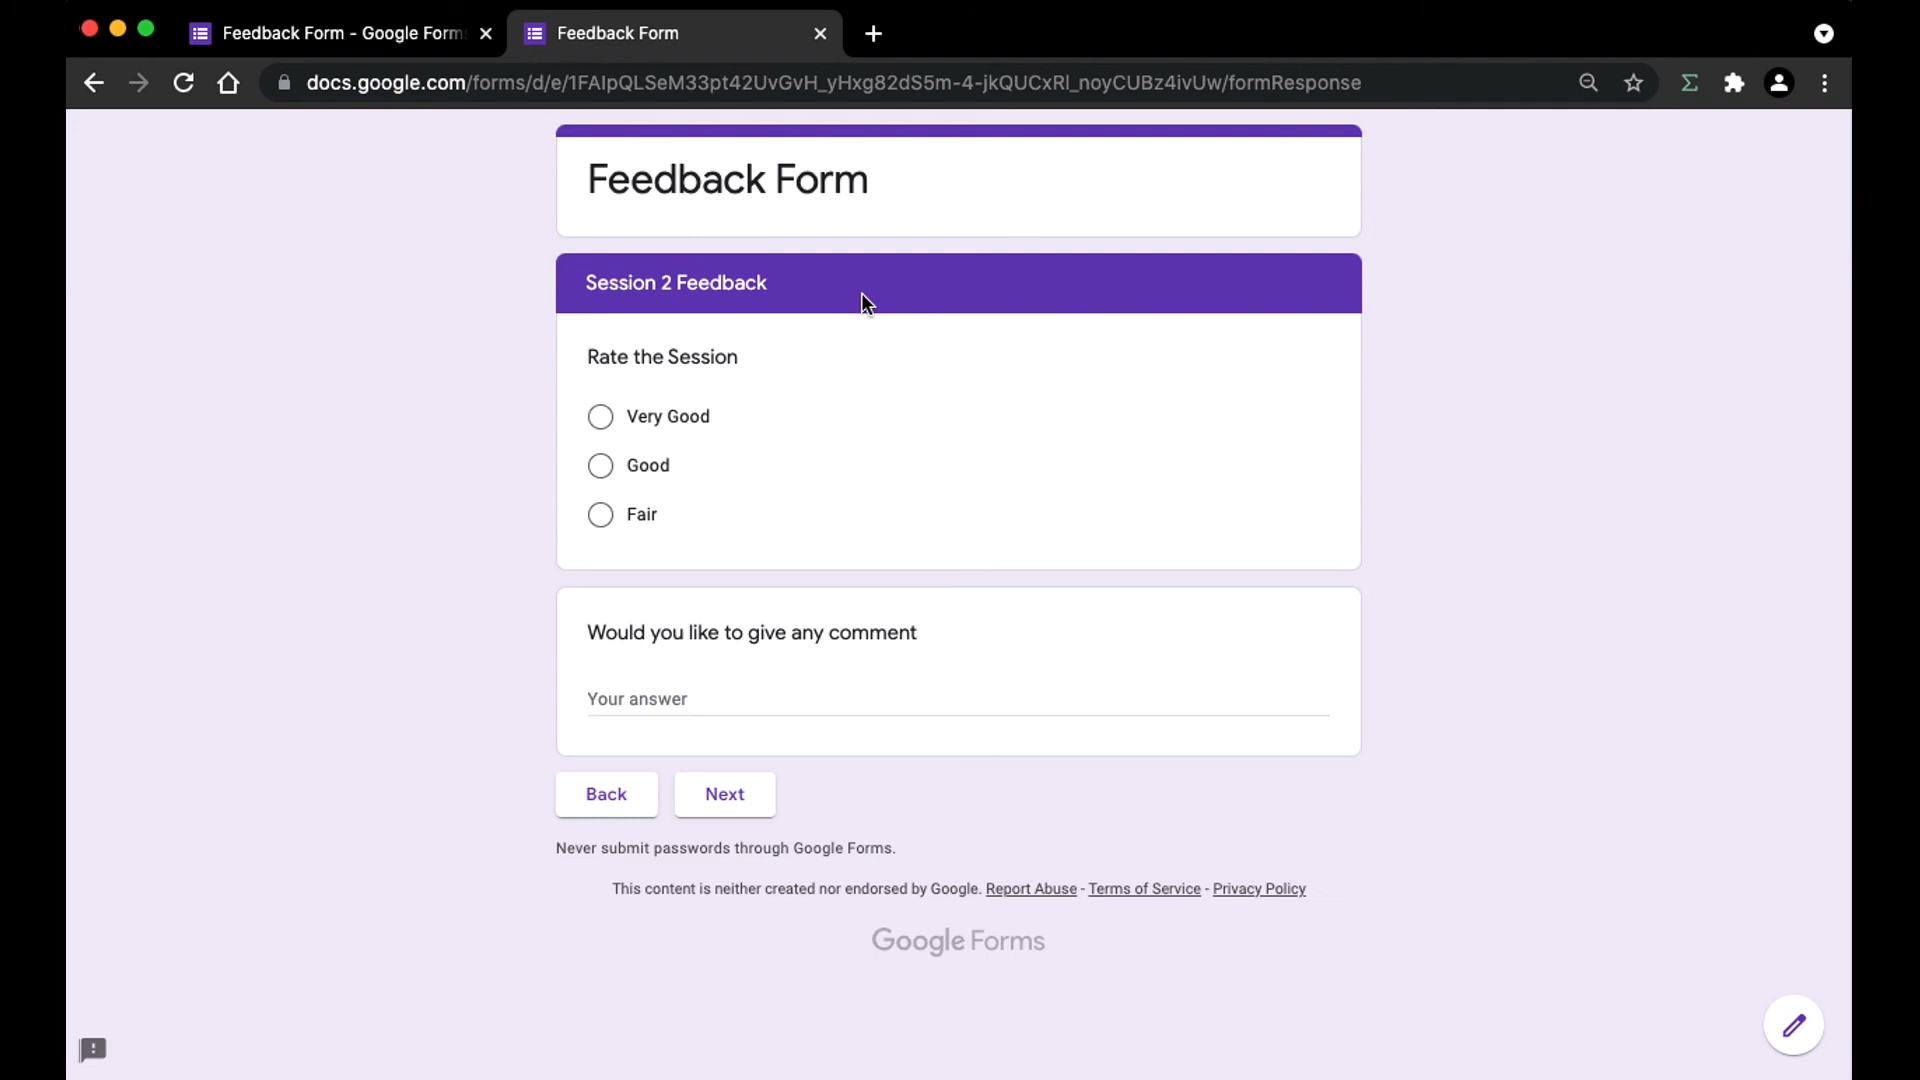 Feedback Form - Google Form
Feedback Form
docs.google.com/forms/d/e/1FAIpQLSeM33pt42UvGvH_yHxg82dS5m-4-jkQUCxRl_noyCUBz4ivUw/formResponse
Feedback Form
Session 2 Feedback
Rate the Session
Very Good
Good
Fair
Would you like to give any comment
Your answer
Back Next
Never submit passwords through Google Forms.
This content is neither created nor endorsed by Google. Report Abuse - Terms of Service - Privacy Policy
Google Forms